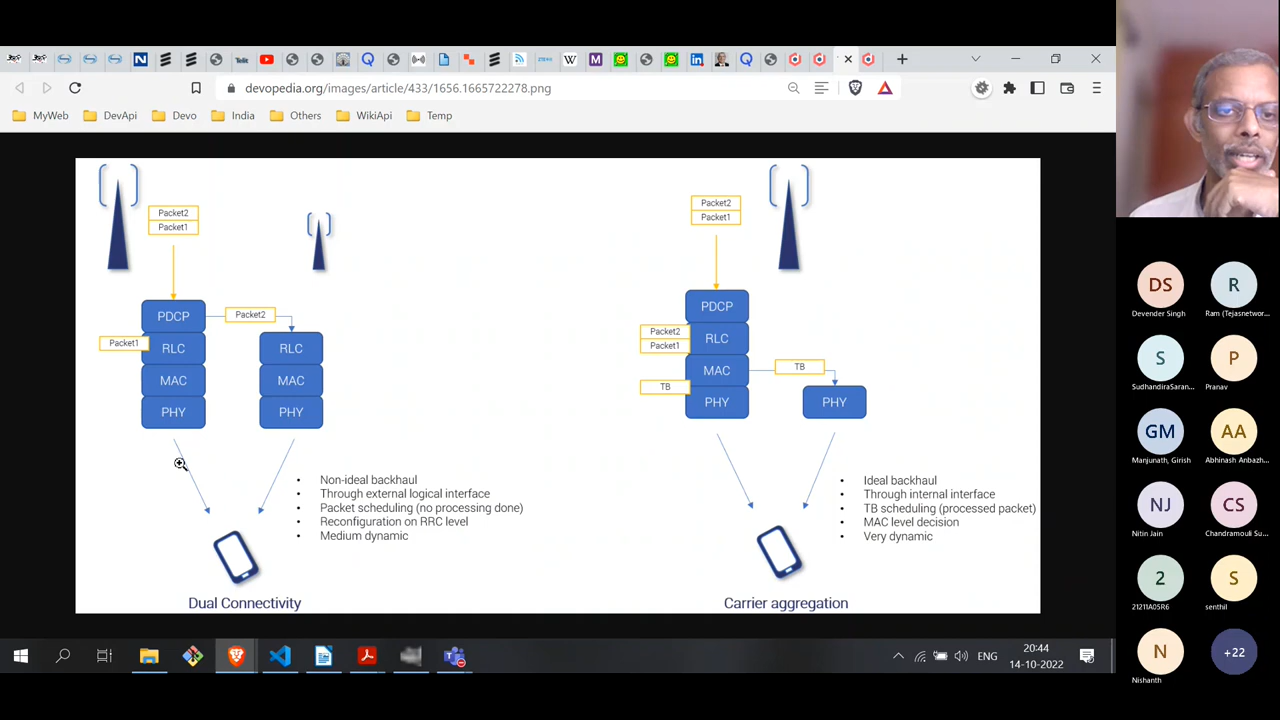 devopedia.org/images/article/433/1656.1665722278.png
MyWeb
DevApi
Devo
India
Others
WikiApi
Temp
Packet2
Packet1
PDCP
Packet2
Packet1
RLC
MAC
PHY
RLC
MAC
PHY
• Non-ideal backhaul
• Through external logical interface
• Packet scheduling (no processing done)
• Reconfiguration on RRC level
• Medium dynamic
Dual Connectivity
Packet2
Packet1
PDCP
Packet2
Packet1
RLC
MAC
TB
TB
PHY
PHY
• Ideal backhaul
• Through internal interface
• TB scheduling (processed packet)
• MAC level decision
• Very dynamic
Carrier aggregation
ENG
20:44
14-10-2022
DS
Devender Singh
R
Ram (Tejasnetwor...
S
SudhandiraSaran...
P
Pranav
GM
Manjunath, Girish
AA
Abhinash Anbazh...
NJ
Nitin Jain
CS
Chandramouli Su...
2
21211A05R6
S
senthil
N
Nishanth
+22